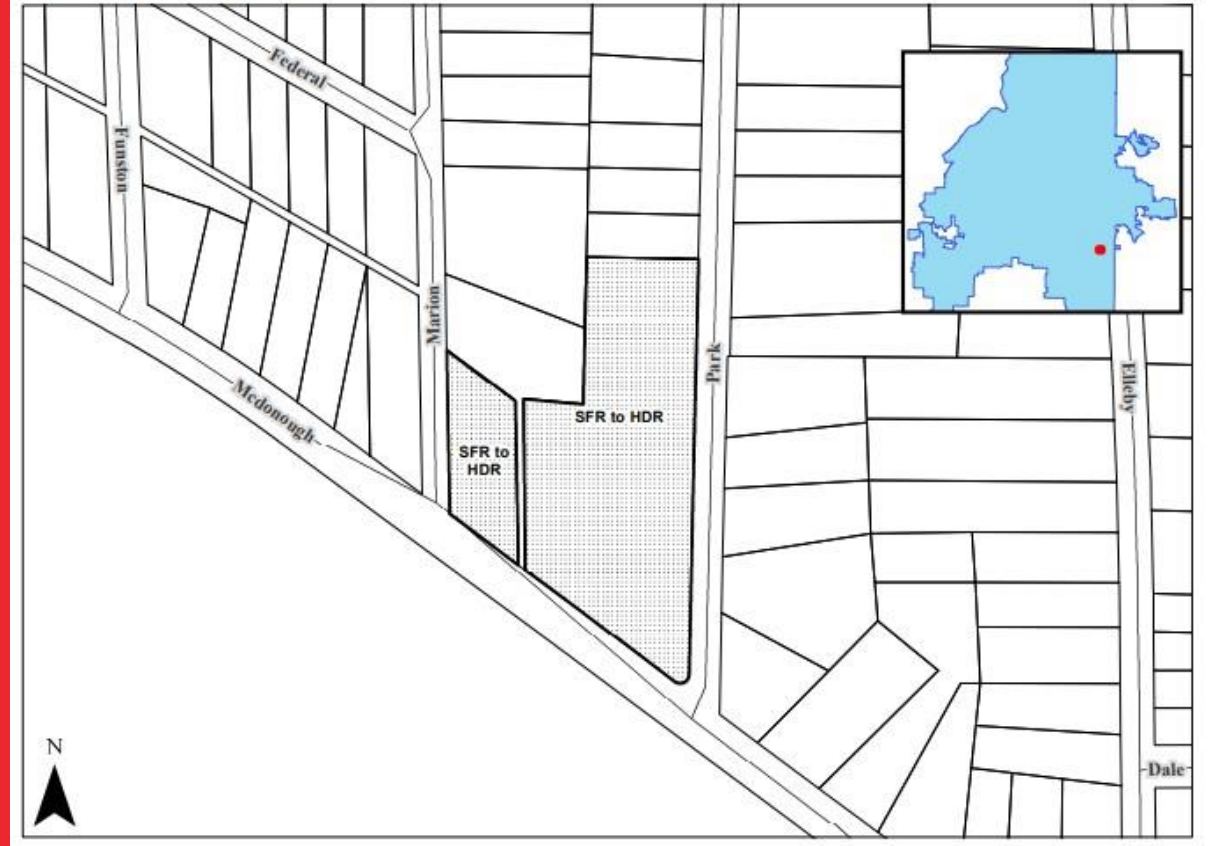 Federal
Funston
Marion
Park
Elleby
Mcdonough
SFR to HDR
SFR to
HDR
N
Dale